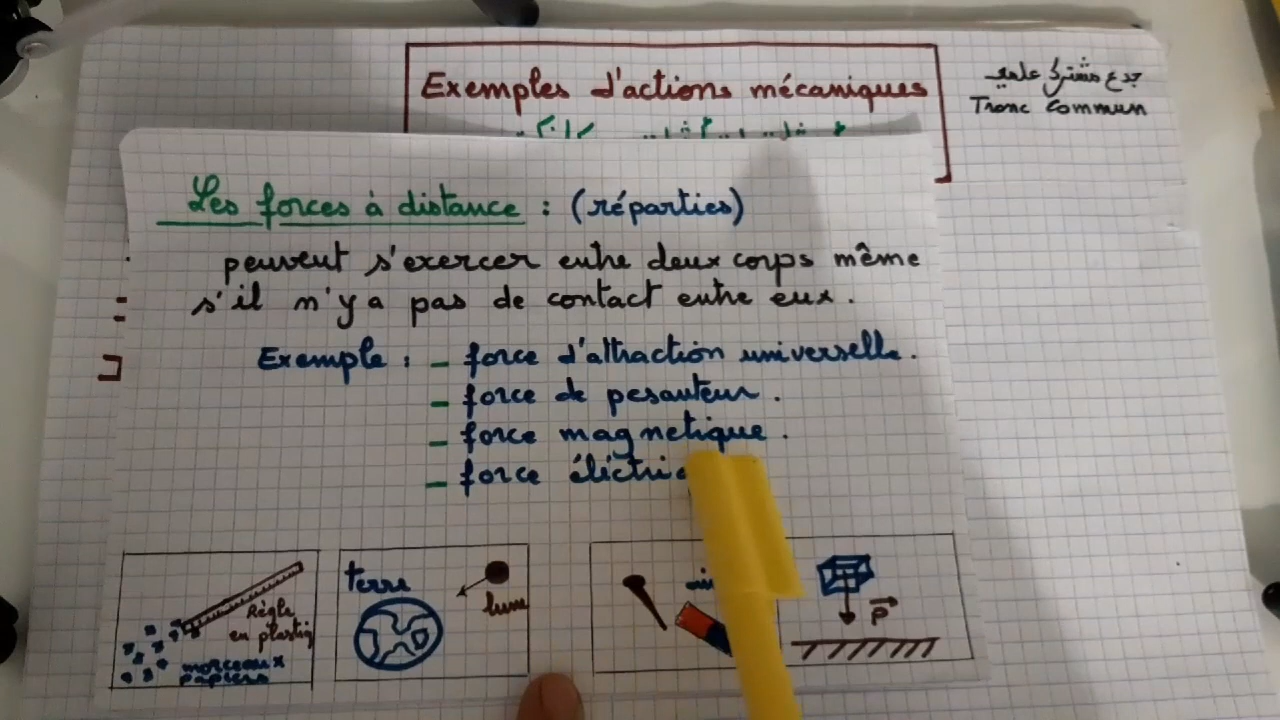 Exemples d'actions mécaniques
جذع مشترك علمي
Tronc Commun
Les forces à distance : (réparties)
peuvent s'exercer entre deux corps même
s'il n'y a pas de contact entre eux.
Exemple : - force d'attraction universelle.
- force de pesanteur.
- force magnetique.
- force
Règle
en plastiq
morceaux
papiers
terre
lune
P